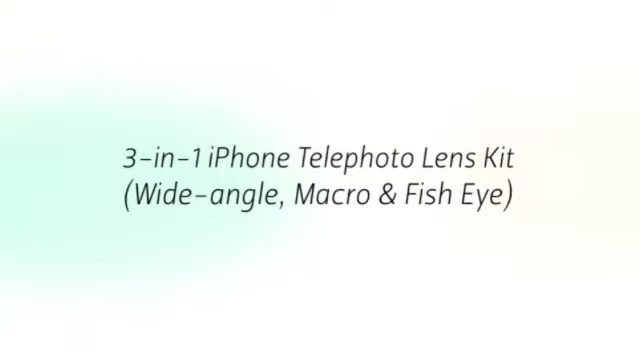 3-in-1 iPhone Telephoto Lens Kit
(Wide-angle, Macro & Fish Eye)